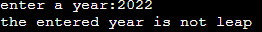 enter a year:2022
the entered year is not leap